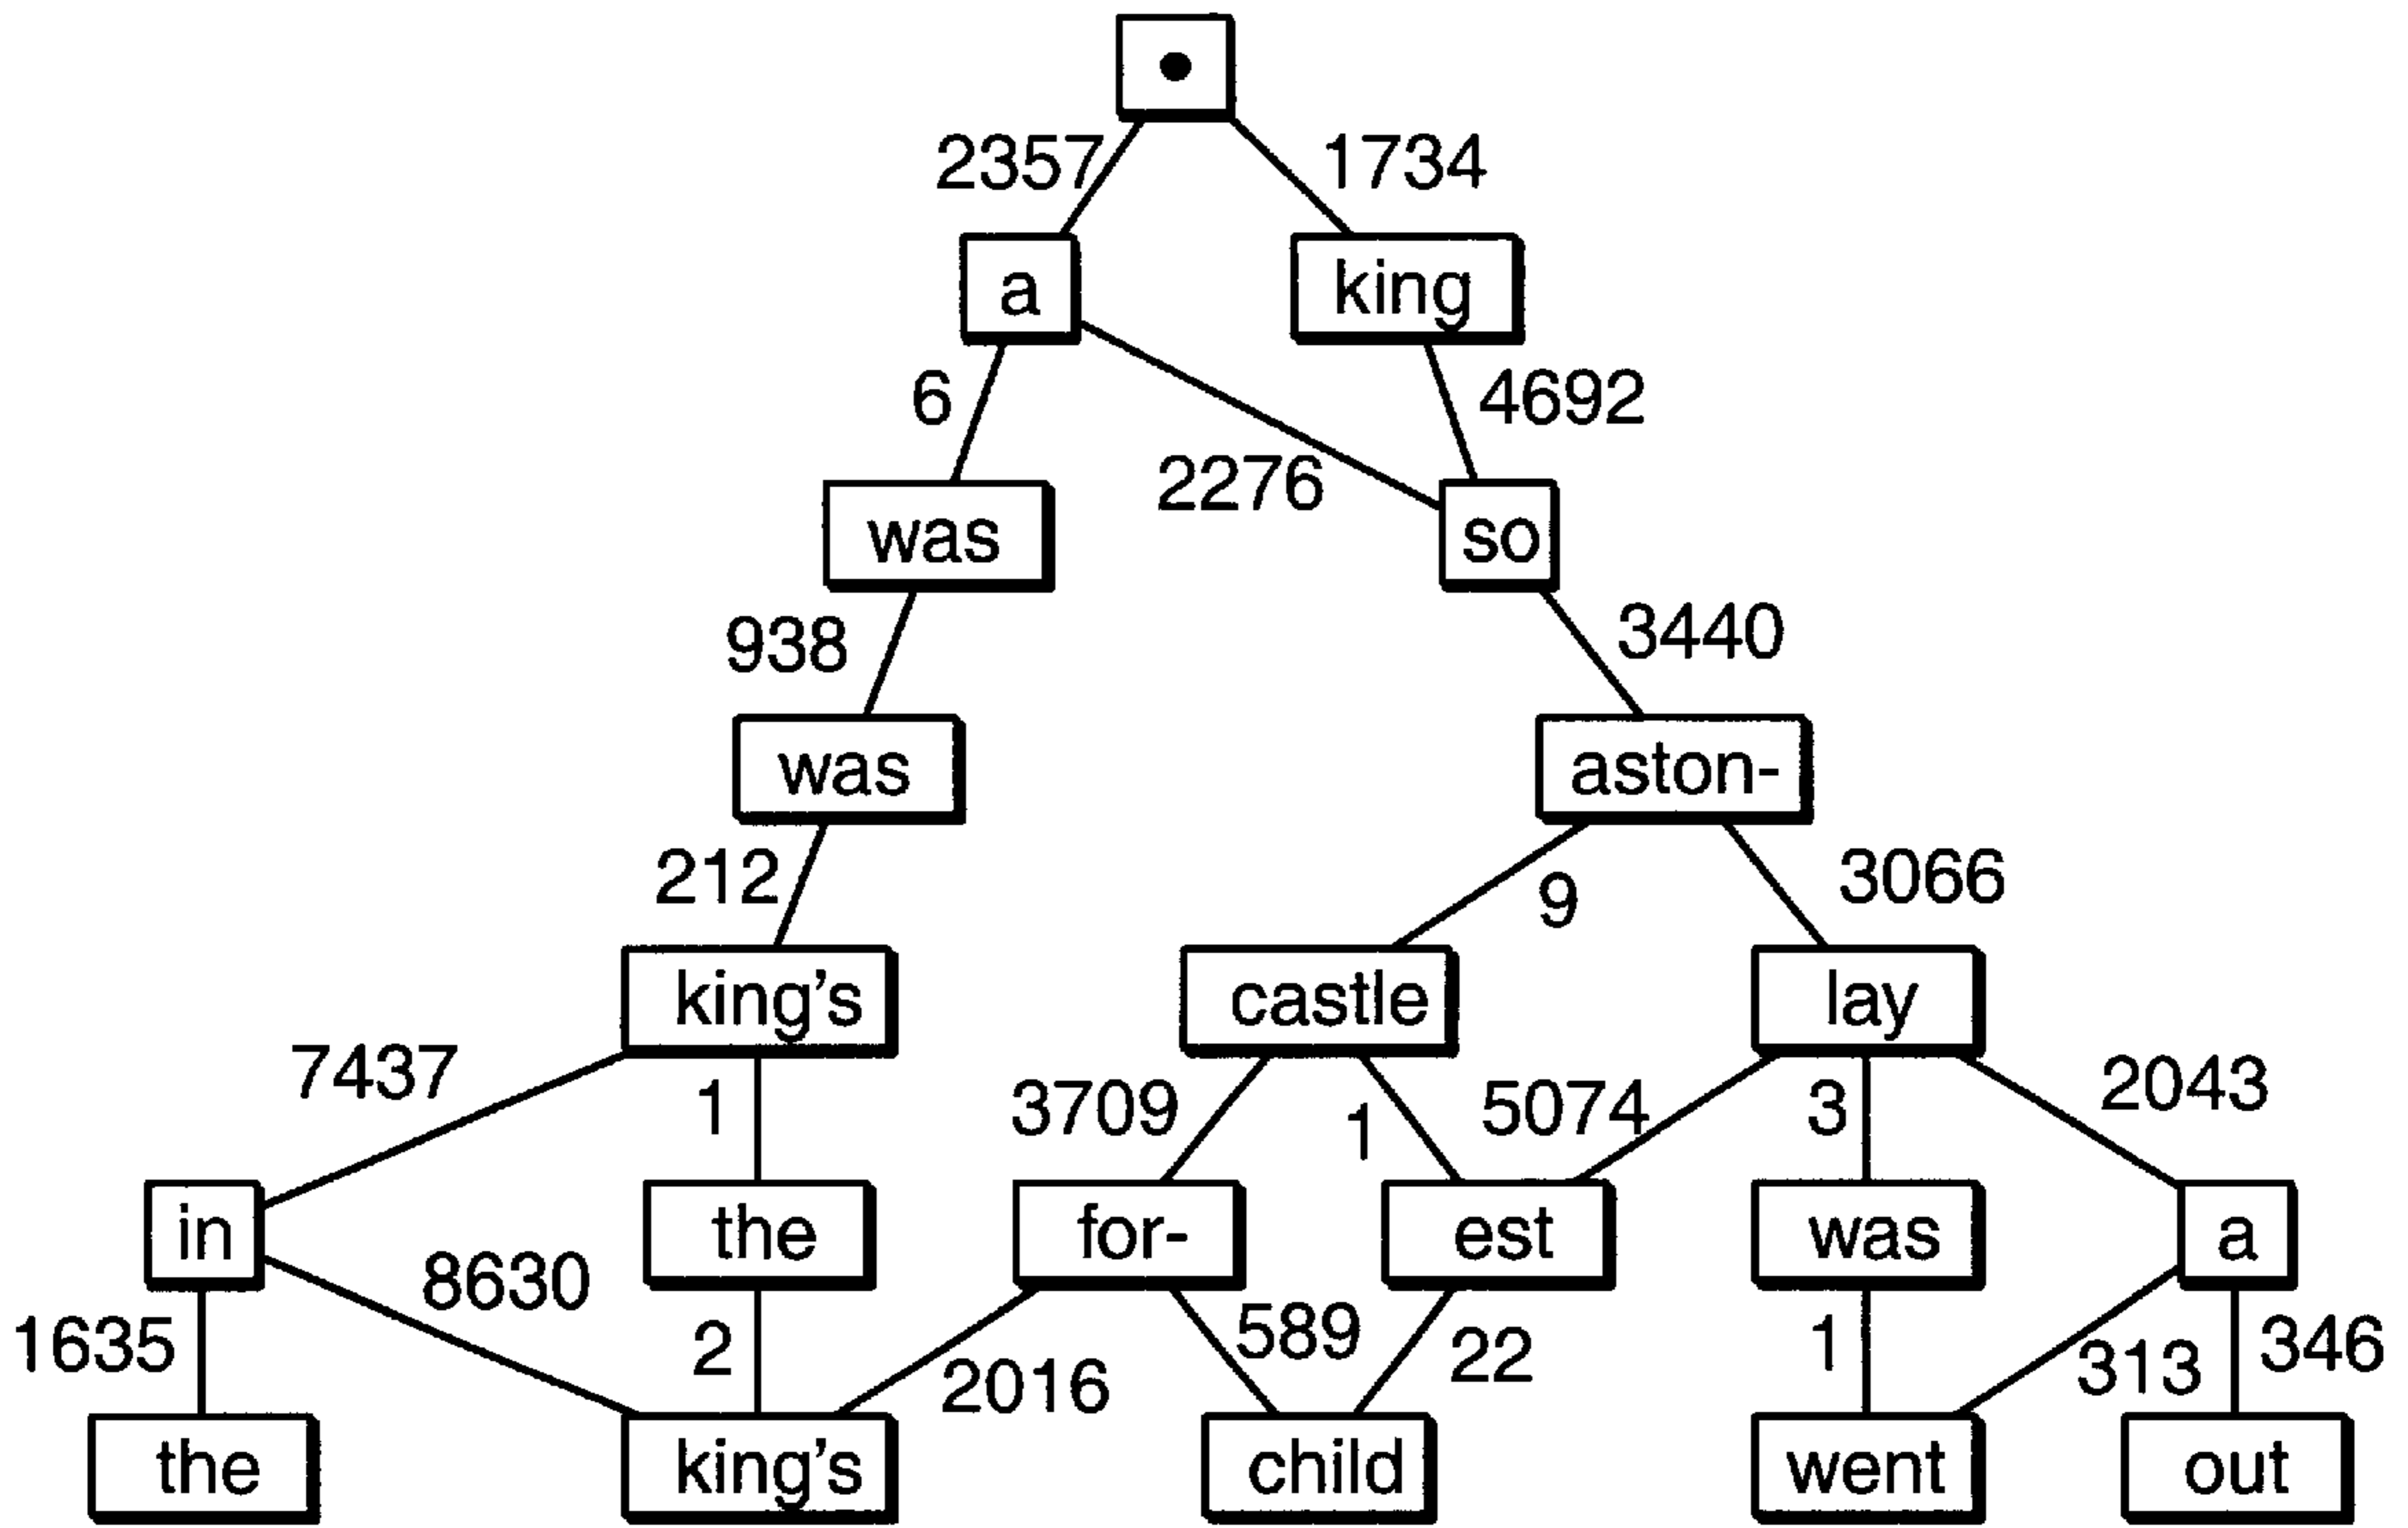 2357 1734
a king
6 4692
2276
was so
938 3440
was aston-
212 9 3066
king's castle lay
7437 1 3709 1 5074 3 2043
in the for- est was a
1635 8630 2 2016 589 22 1 313 346
the king's child went out